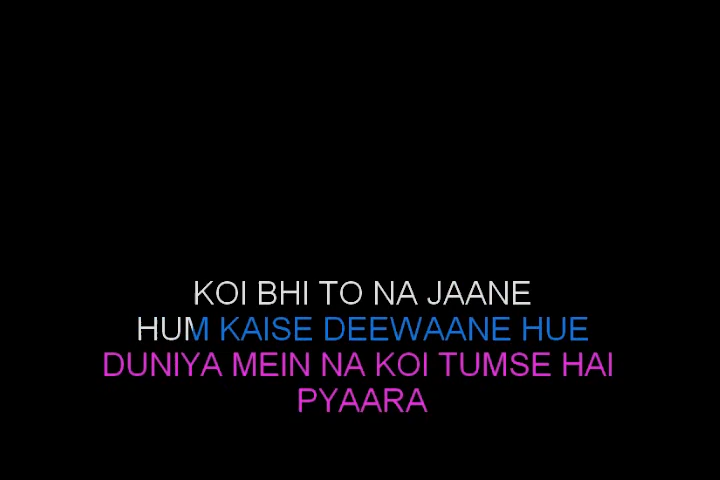 KOI BHI TO NA JAANE
HUM KAISE DEEWAANE HUE
DUNIYA MEIN NA KOI TUMSE HAI
PYAARA